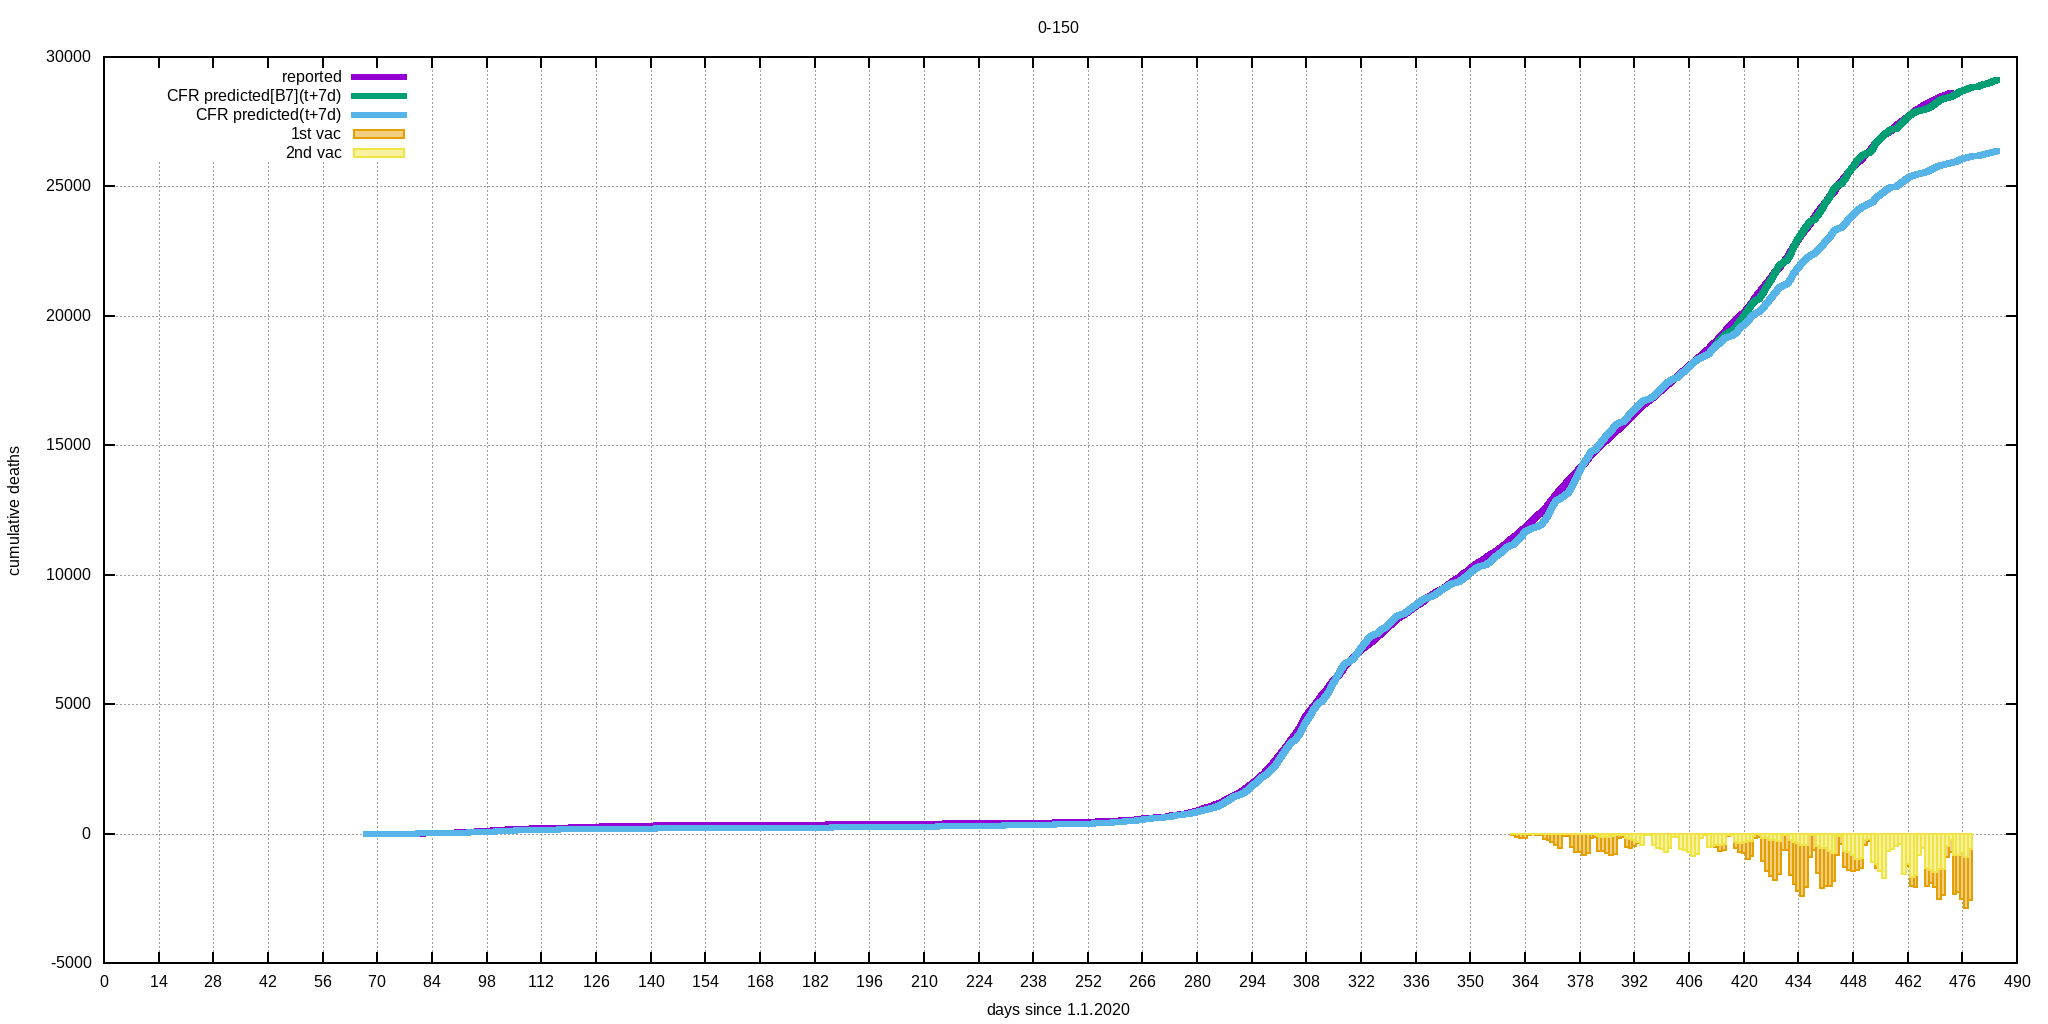 0-150
30000
25000
20000
15000
10000
5000
0
-5000
cumulative deaths
reported
CFR predicted[B7](t+7d)
CFR predicted(t+7d)
1st vac
2nd vac
0 14 28 42 56 70 84 98 112 126 140 154 168 182 196 210 224 238 252 266 280 294 308 322 336 350 364 378 392 406 420 434 448 462 476 490
days since 1.1.2020